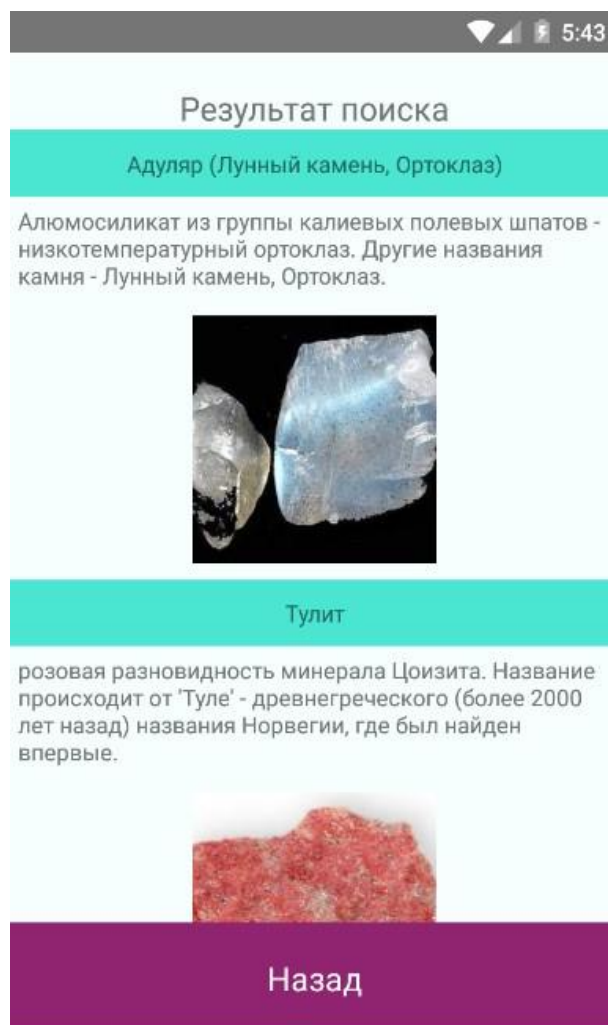 5:43
Результат поиска
Адуляр (Лунный камень, Ортоклаз)
Алюмосиликат из группы калиевых полевых шпатов -
низкотемпературный ортоклаз. Другие названия
камня - Лунный камень, Ортоклаз.
Тулит
розовая разновидность минерала Цоизита. Название
происходит от 'Туле' - древнегреческого (более 2000
лет назад) названия Норвегии, где был найден
впервые.
Назад